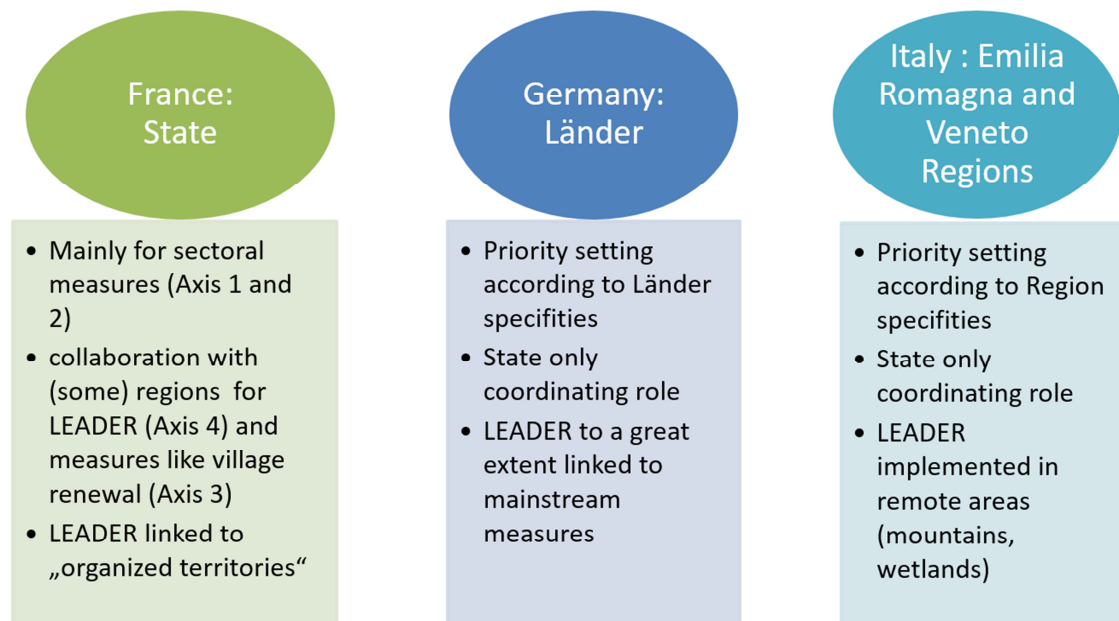 France:
State
• Mainly for sectoral
measures (Axis 1 and
2)
• collaboration with
(some) regions for
LEADER (Axis 4) and
measures like village
renewal (Axis 3)
• LEADER linked to
„organized territories“
Germany:
Länder
• Priority setting
according to Länder
specifities
• State only
coordinating role
• LEADER to a great
extent linked to
mainstream
measures
Italy : Emilia
Romagna and
Veneto
Regions
• Priority setting
according to Region
specifities
• State only
coordinating role
• LEADER
implemented in
remote areas
(mountains,
wetlands)